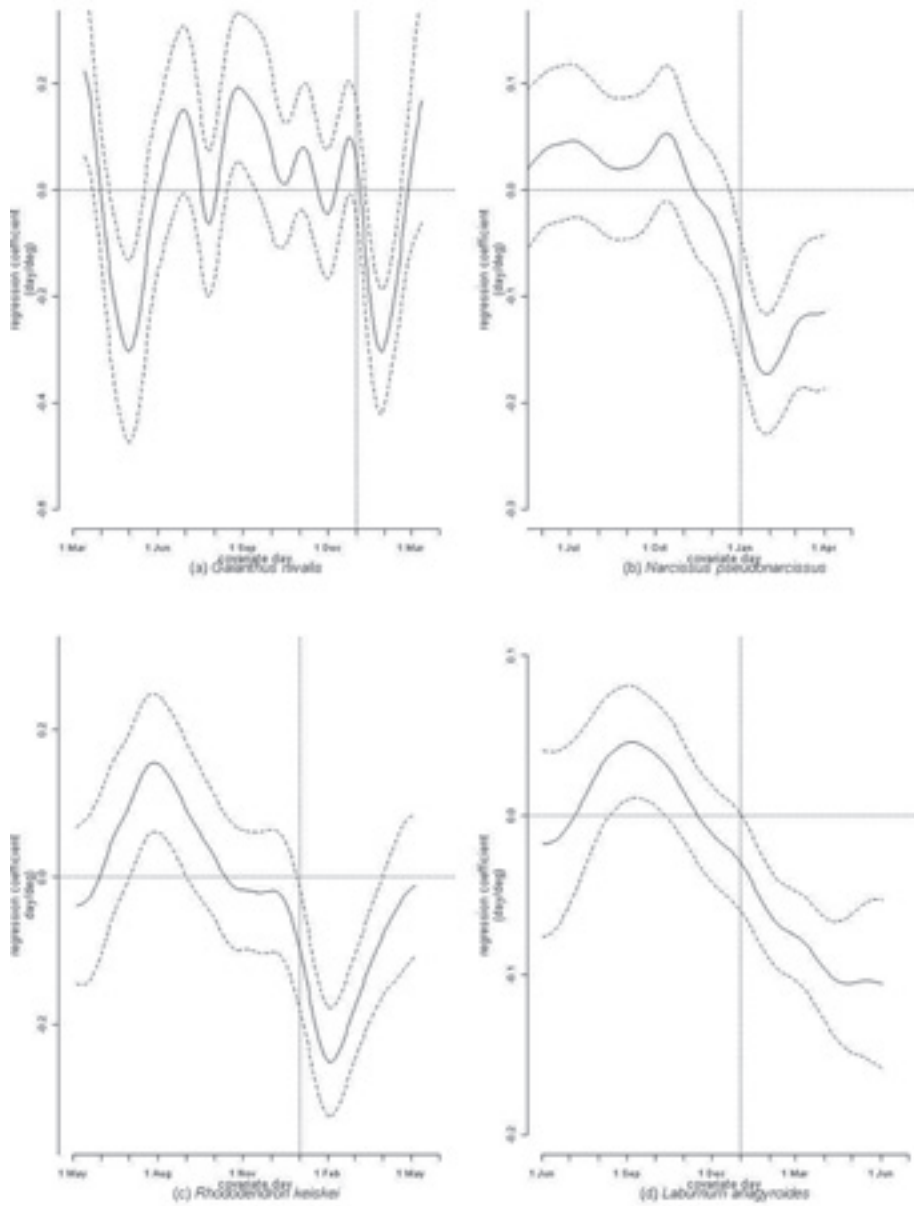 0.2
0.0
-0.2
-0.4
-0.6
regression coefficient
(day/deg)
1 Mar
1 Jun
1 Sep
1 Dec
1 Mar
covariate day
(a) Galanthus nivalis
0.1
0.0
-0.1
-0.2
-0.3
regression coefficient
(day/deg)
1 Jul
1 Oct
1 Jan
1 Apr
covariate day
(b) Narcissus pseudonarcissus
0.2
0.0
-0.2
regression coefficient
day/deg)
1 May
1 Aug
1 Nov
1 Feb
1 May
covariate day
(c) Rhododendron keiskei
0.1
0.0
-0.1
-0.2
regression coefficient
(day/deg)
1 Jun
1 Sep
1 Dec
1 Mar
1 Jun
covariate day
(d) Laburnum anagyroides